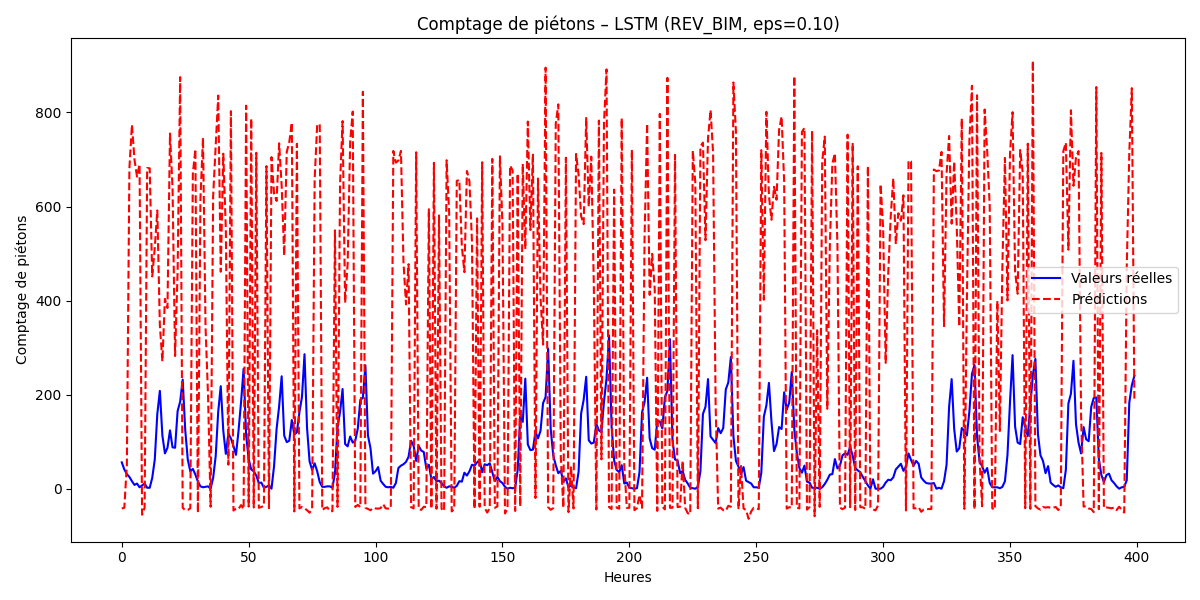 Comptage de piétons – LSTM (REV_BIM, eps=0.10)
Comptage de piétons
800
600
400
200
0
Valeurs réelles
Prédictions
0 50 100 150 200 250 300 350 400
Heures